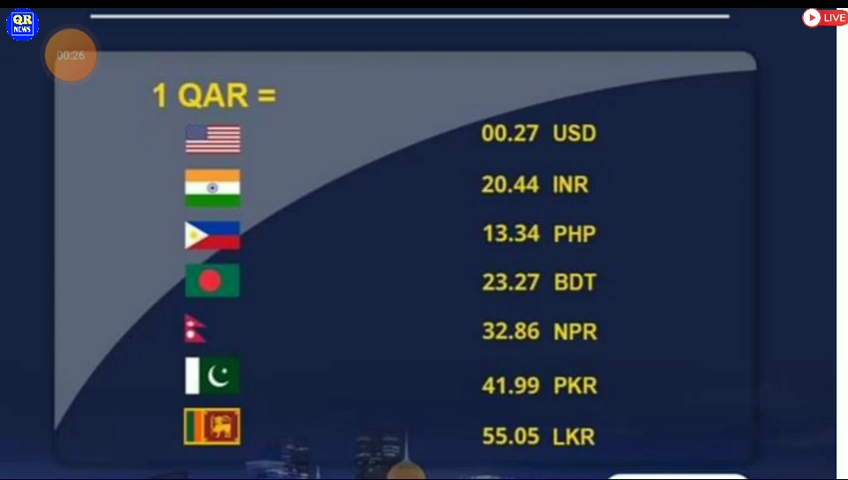 QR
NEWS
LIVE
00:26
1 QAR =
00.27 USD
20.44 INR
13.34 PHP
23.27 BDT
32.86 NPR
41.99 PKR
55.05 LKR